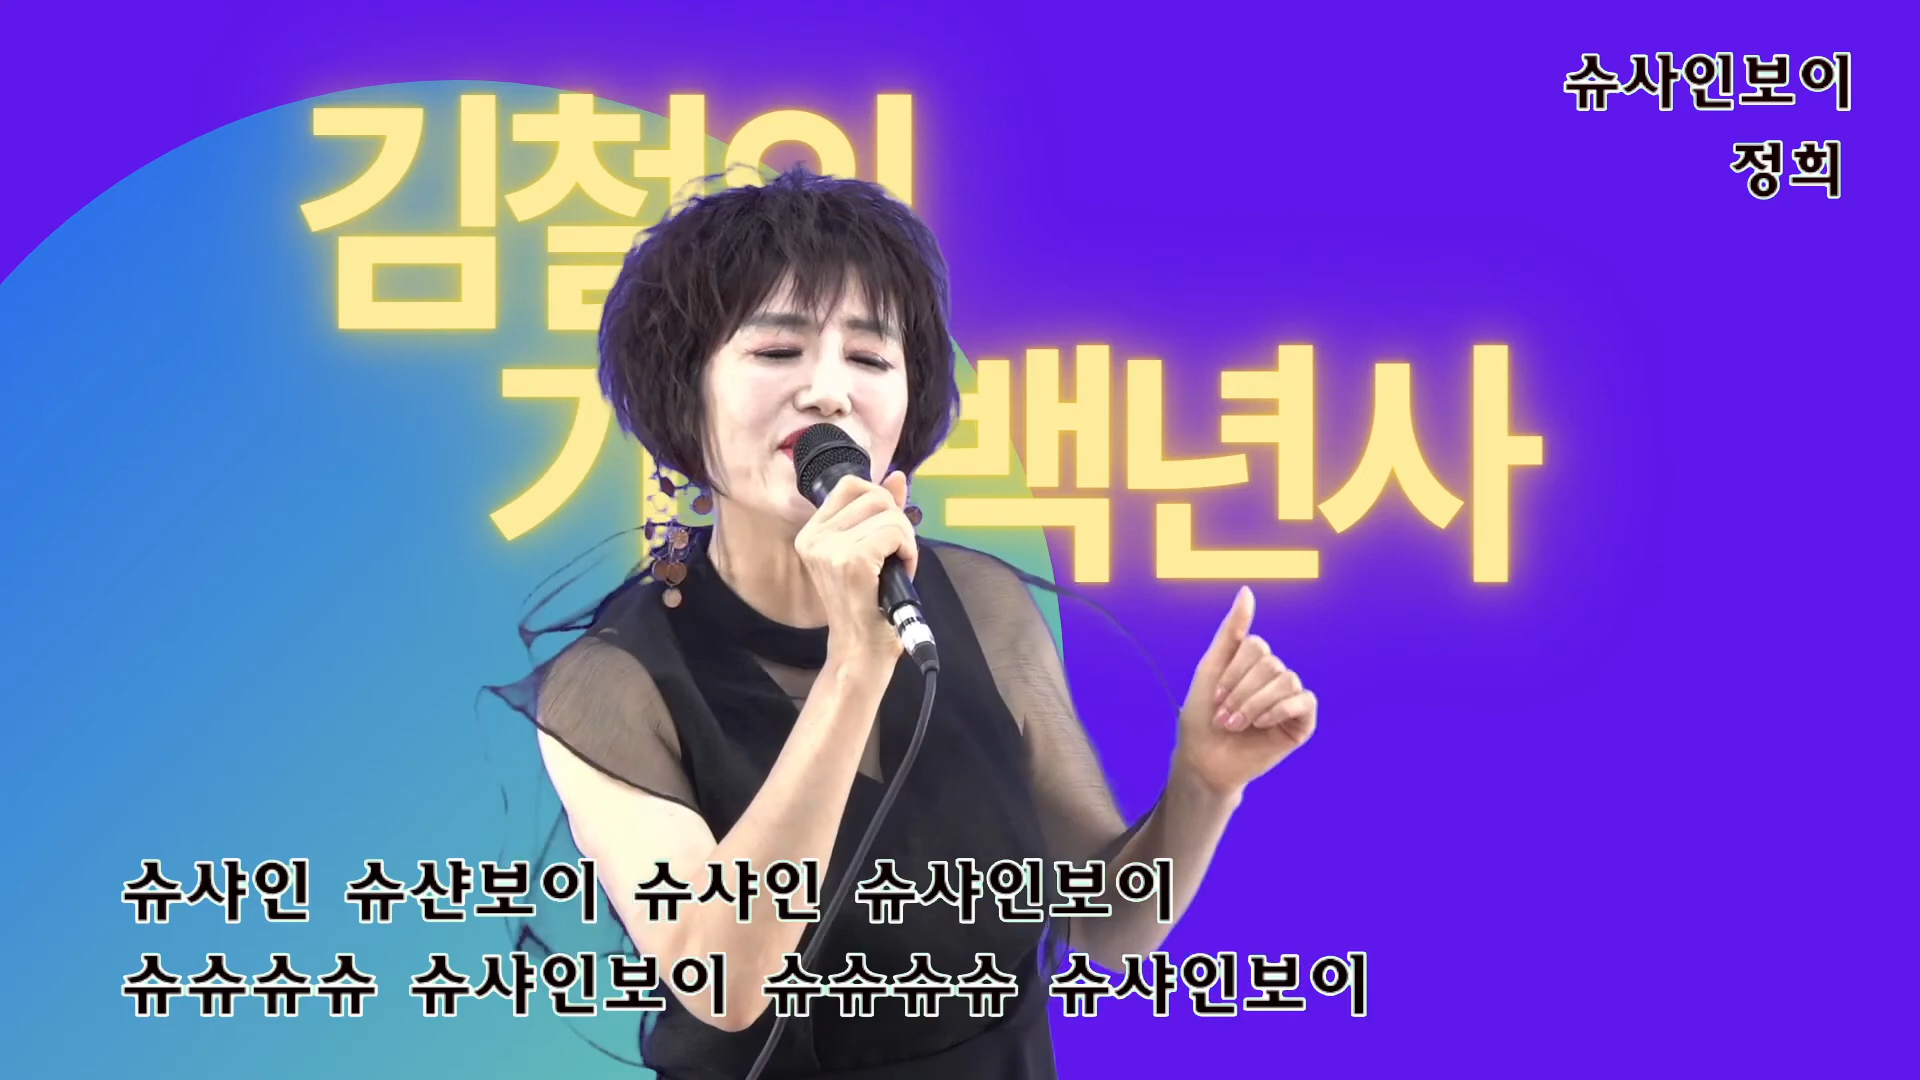 슈사인보이
정희
김철의
백년사
슈샤인 슈샨보이 슈샤인 슈샤인보이
슈슈슈슈 슈샤인보이 슈슈슈슈 슈샤인보이